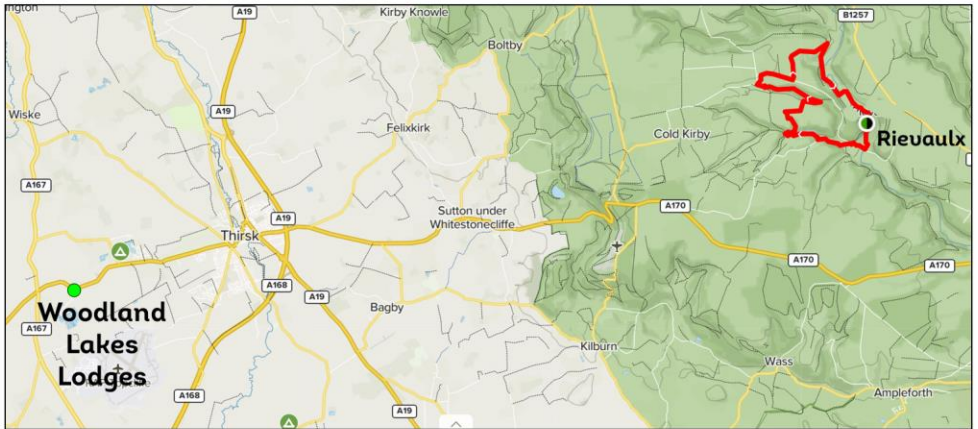 ngton
A19
Kirby Knowle
B1257
Boltby
A19
Wiske
Felixkirk
Cold Kirby
Rievaulx
A167
A19
Sutton under
Whitestonecliffe
A170
Thirsk
A170
A170
A168
A19
Woodland
Lakes
Lodges
A167
Bagby
Kilburn
Wass
A168
Ampleforth
A19